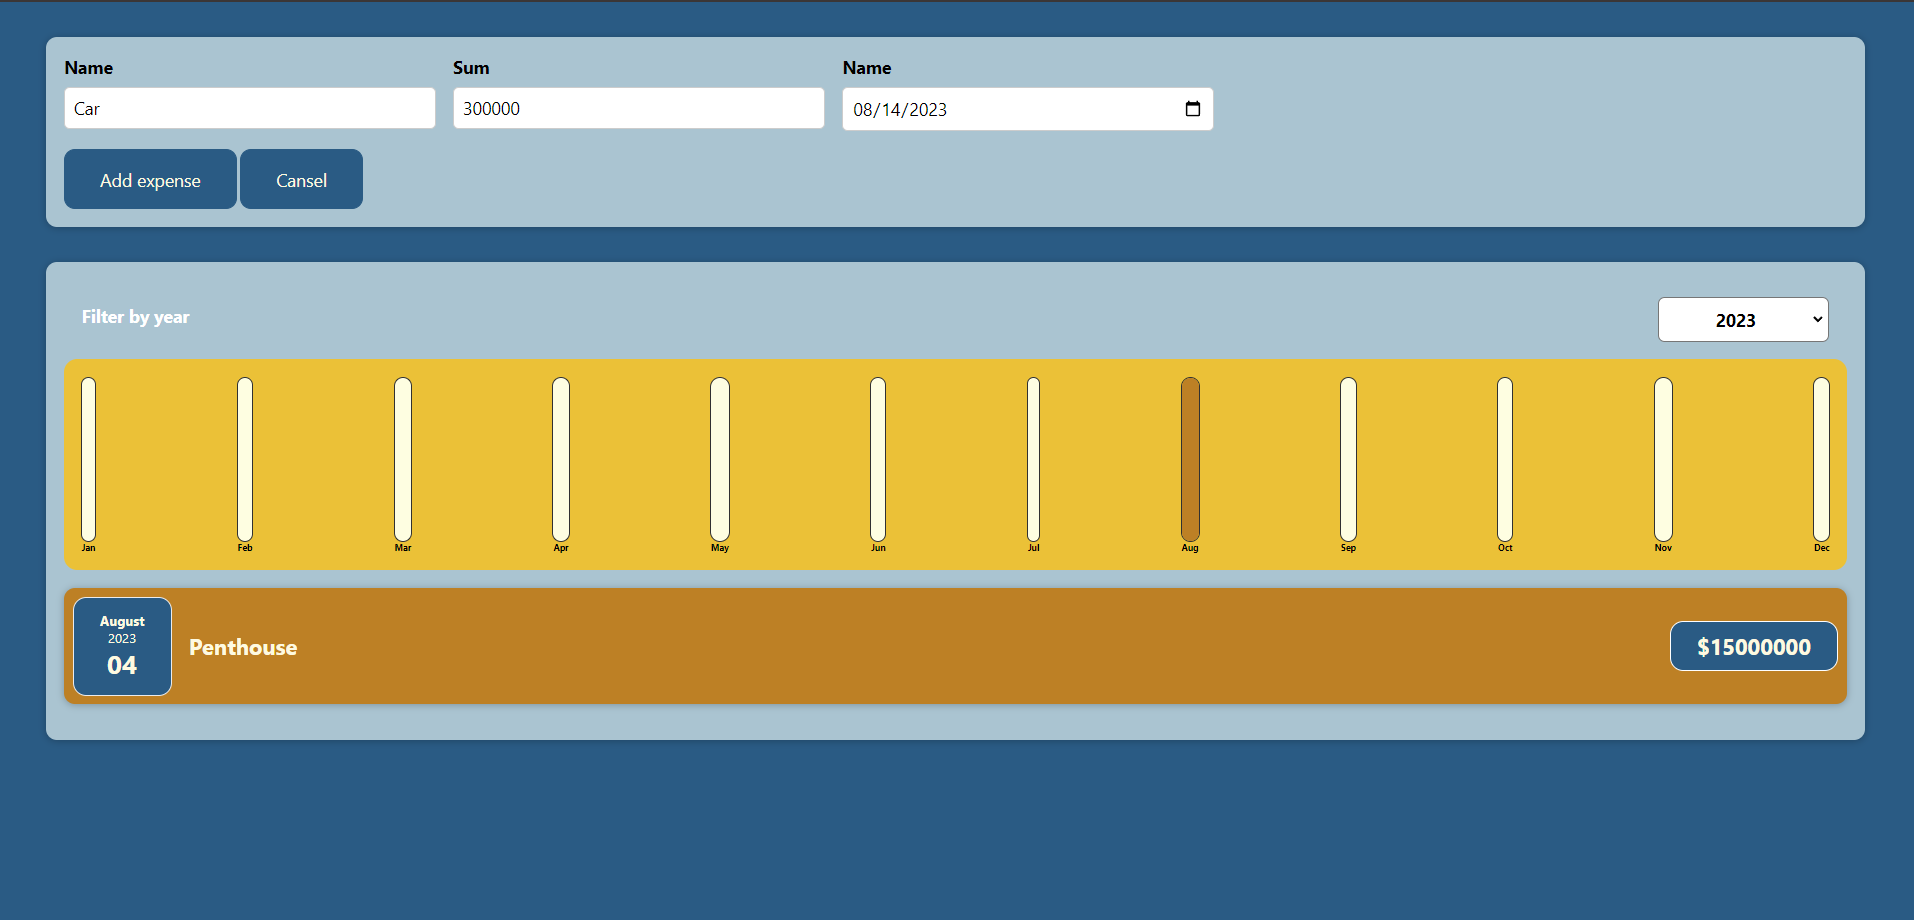 Name Sum Name
Car 300000 08/14/2023
Add expense Cansel
Filter by year 2023
Jan Feb Mar Apr May Jun Jul Aug Sep Oct Nov Dec
August
2023
04
Penthouse
$15000000